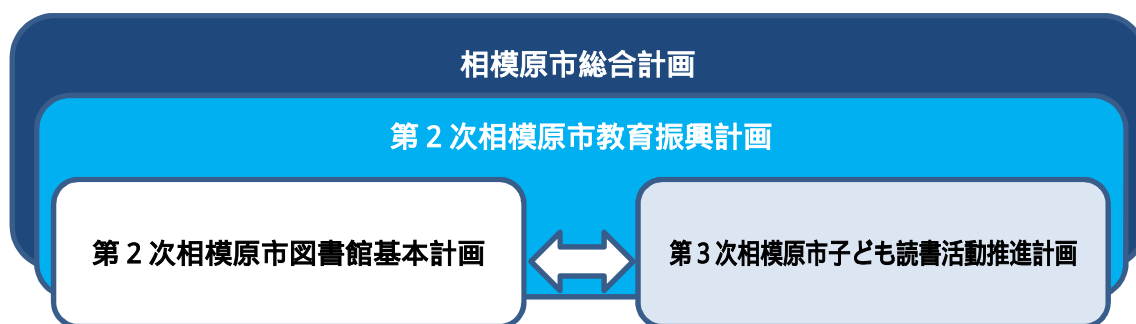 相模原市総合計画
第２次相模原市教育振興計画
第２次相模原市図書館基本計画
第３次相模原市子ども読書活動推進計画